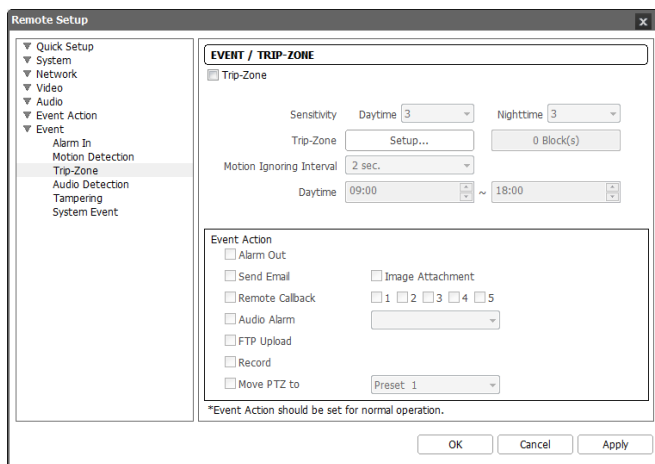 Remote Setup
x
Quick Setup
System
Network
Video
Audio
Event Action
Event
Alarm In
Motion Detection
Trip-Zone
Audio Detection
Tampering
System Event
EVENT / TRIP-ZONE
Trip-Zone
Sensitivity Daytime 3 Nighttime 3
Trip-Zone Setup... 0 Block(s)
Motion Ignoring Interval 2 sec.
Daytime 09:00 ~ 18:00
Event Action
Alarm Out
Send Email Image Attachment
Remote Callback 1 2 3 4 5
Audio Alarm
FTP Upload
Record
Move PTZ to Preset 1
*Event Action should be set for normal operation.
OK Cancel Apply